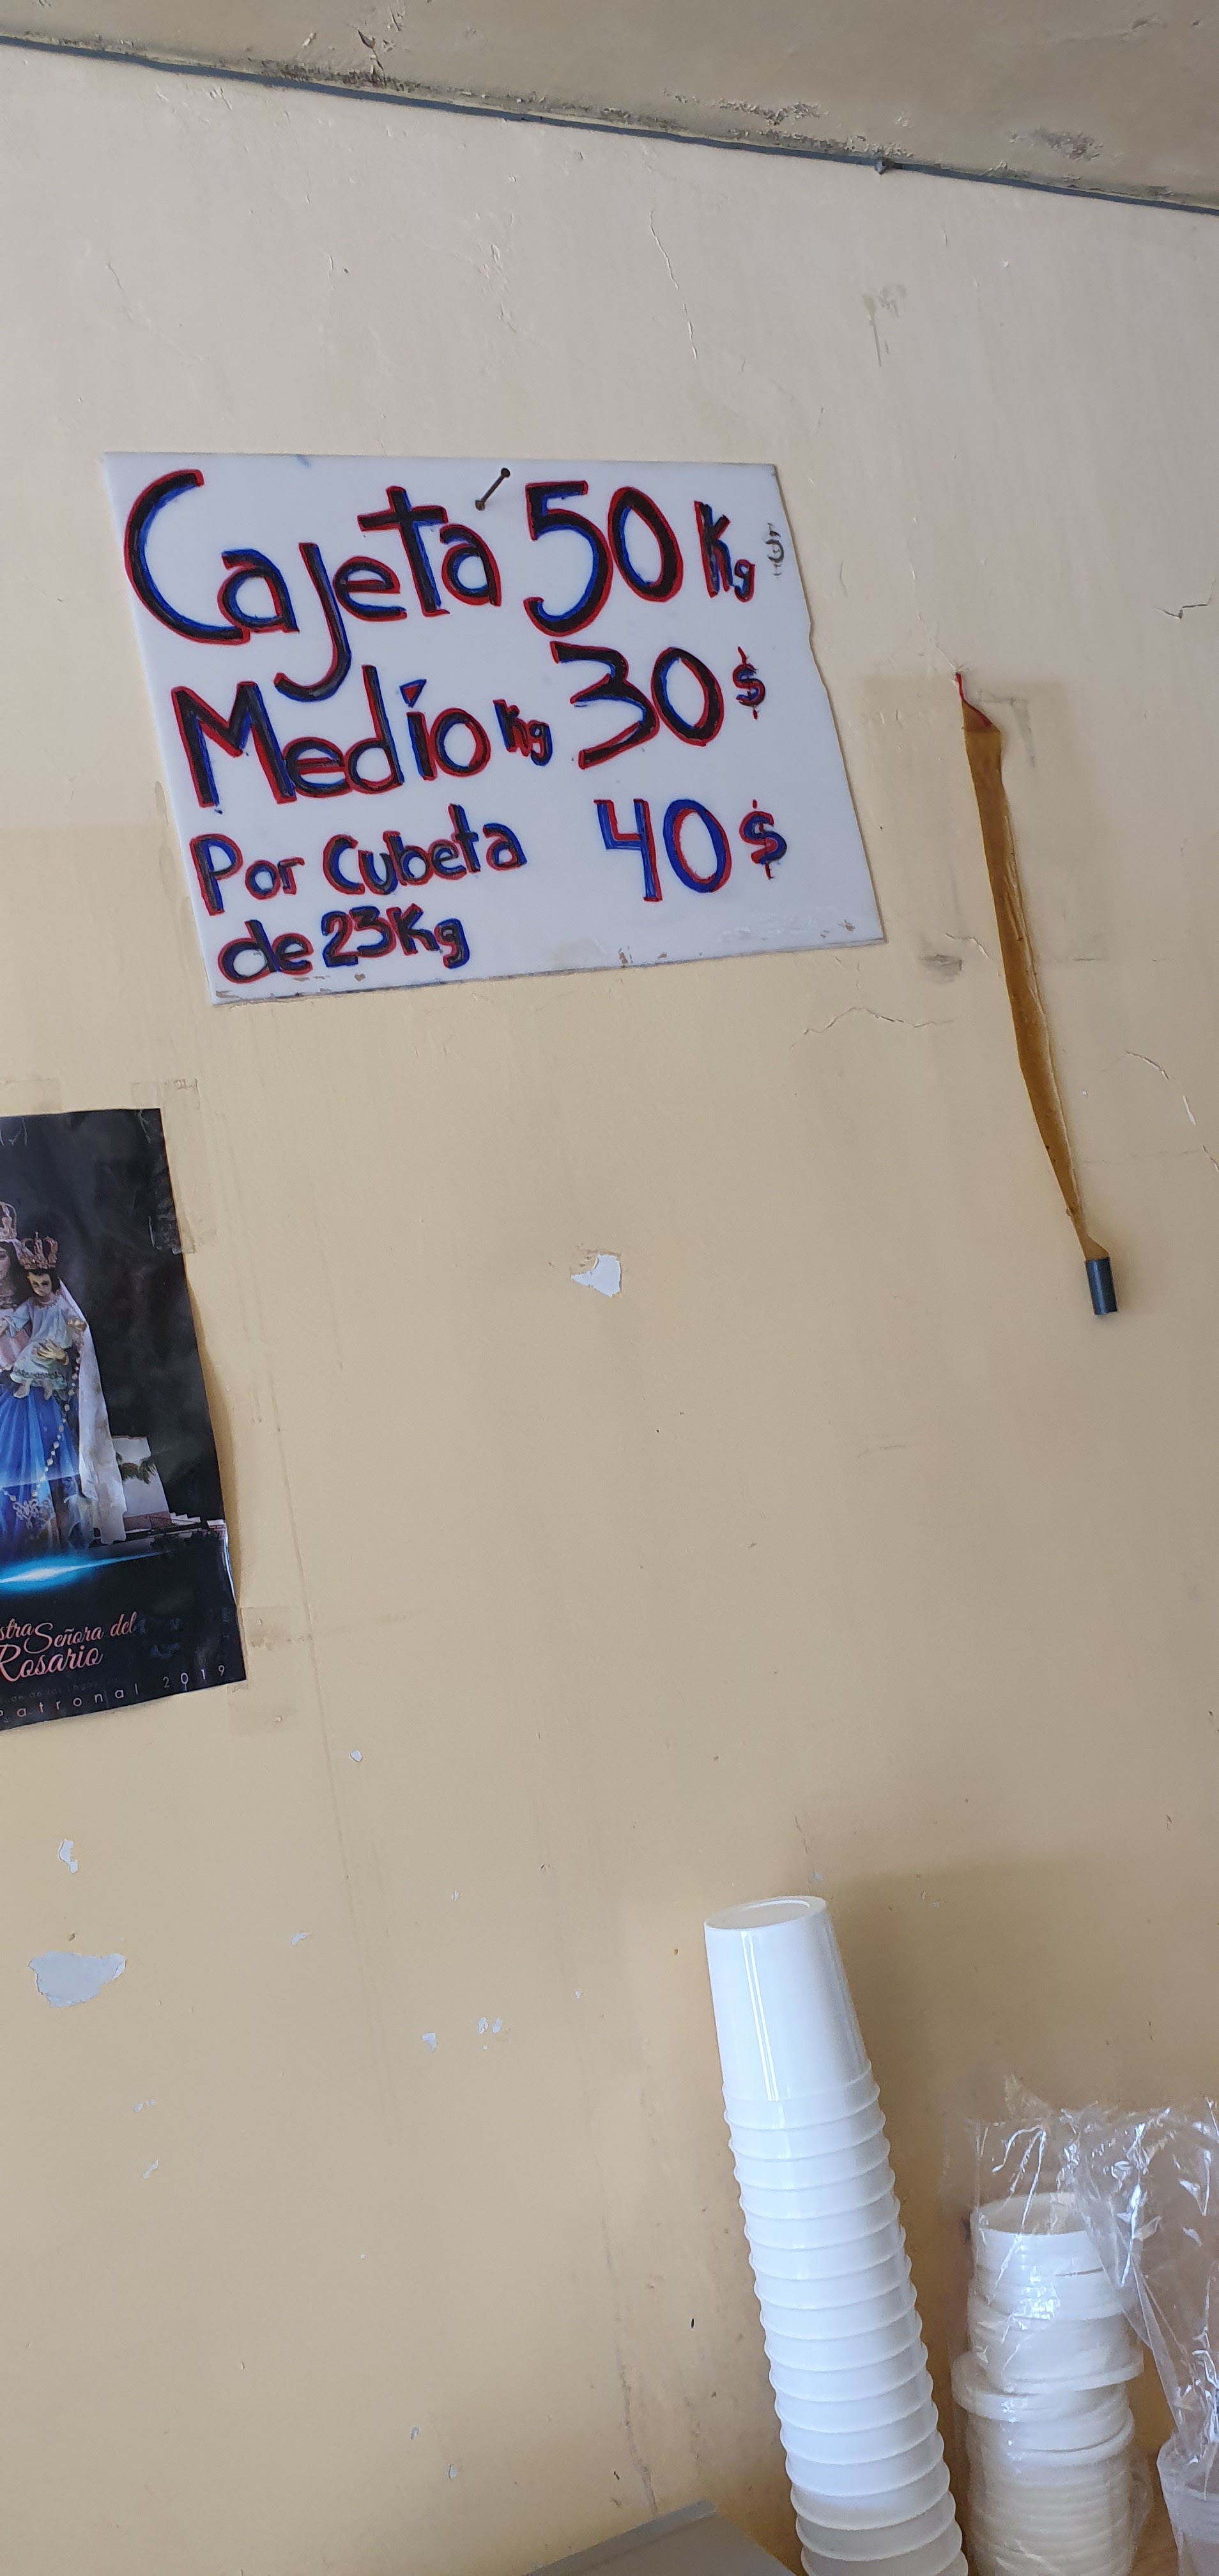 Cajeta 50 Kg
Medio Kg 30 $
Por Cubeta 40 $
de 23Kg
Señora del
Rosario
Patronal 2019